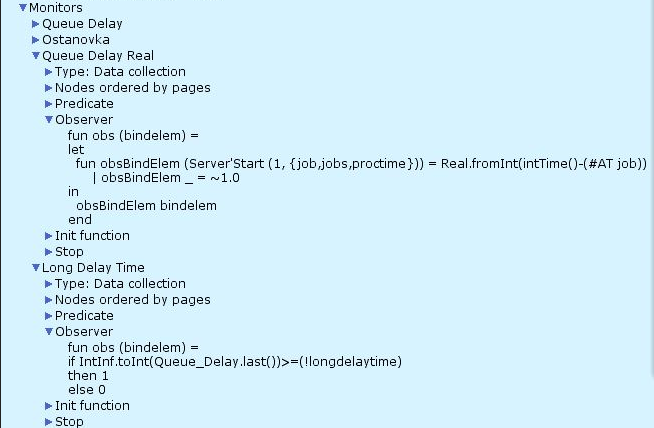 Monitors
Queue Delay
Ostanovka
Queue Delay Real
Type: Data collection
Nodes ordered by pages
Predicate
Observer
fun obs (bindelem) =
let
fun obsBindElem (Server'Start (1, {job,jobs,proctime})) = Real.fromInt(intTime()-(#AT job))
| obsBindElem _ = ~1.0
in
obsBindElem bindelem
end
Init function
Stop
Long Delay Time
Type: Data collection
Nodes ordered by pages
Predicate
Observer
fun obs (bindelem) =
if IntInf.toInt(Queue_Delay.last())>=(!longdelaytime)
then 1
else 0
Init function
Stop